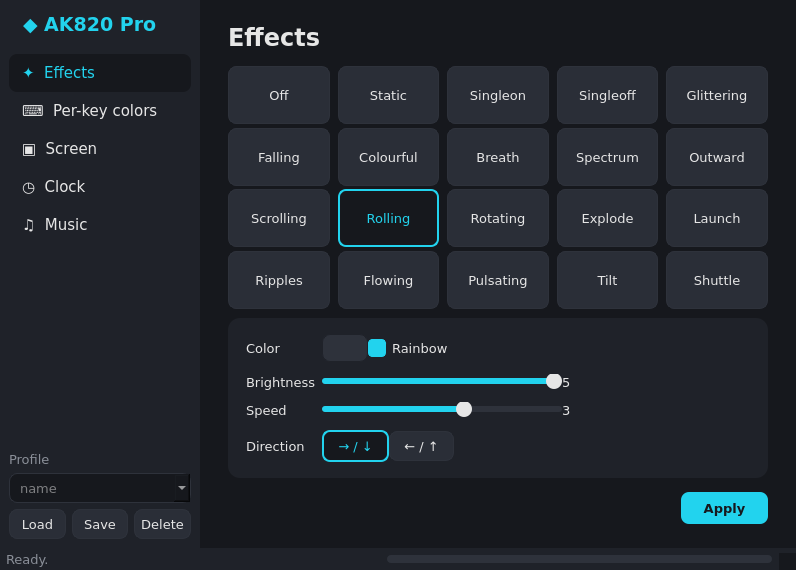 ◆ AK820 Pro
✦ Effects
⌨ Per-key colors
▣ Screen
◷ Clock
♫ Music
Profile
name
Load Save Delete
Ready.
Effects
Off Static Singleon Singleoff Glittering
Falling Colourful Breath Spectrum Outward
Scrolling Rolling Rotating Explode Launch
Ripples Flowing Pulsating Tilt Shuttle
Color Rainbow
Brightness 5
Speed 3
Direction → / ↓ ← / ↑
Apply